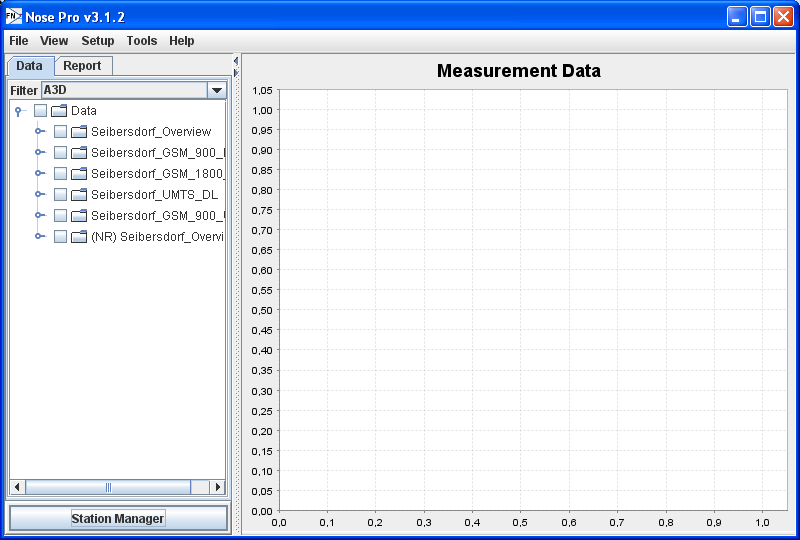 FN Nose Pro v3.1.2
File View Setup Tools Help
Data Report
Filter A3D
Data
Seibersdorf_Overview
Seibersdorf_GSM_900_
Seibersdorf_GSM_1800_
Seibersdorf_UMTS_DL
Seibersdorf_GSM_900_
(NR) Seibersdorf_Overvi
Station Manager
Measurement Data
1,05
1,00
0,95
0,90
0,85
0,80
0,75
0,70
0,65
0,60
0,55
0,50
0,45
0,40
0,35
0,30
0,25
0,20
0,15
0,10
0,05
0,00
0,0 0,1 0,2 0,3 0,4 0,5 0,6 0,7 0,8 0,9 1,0